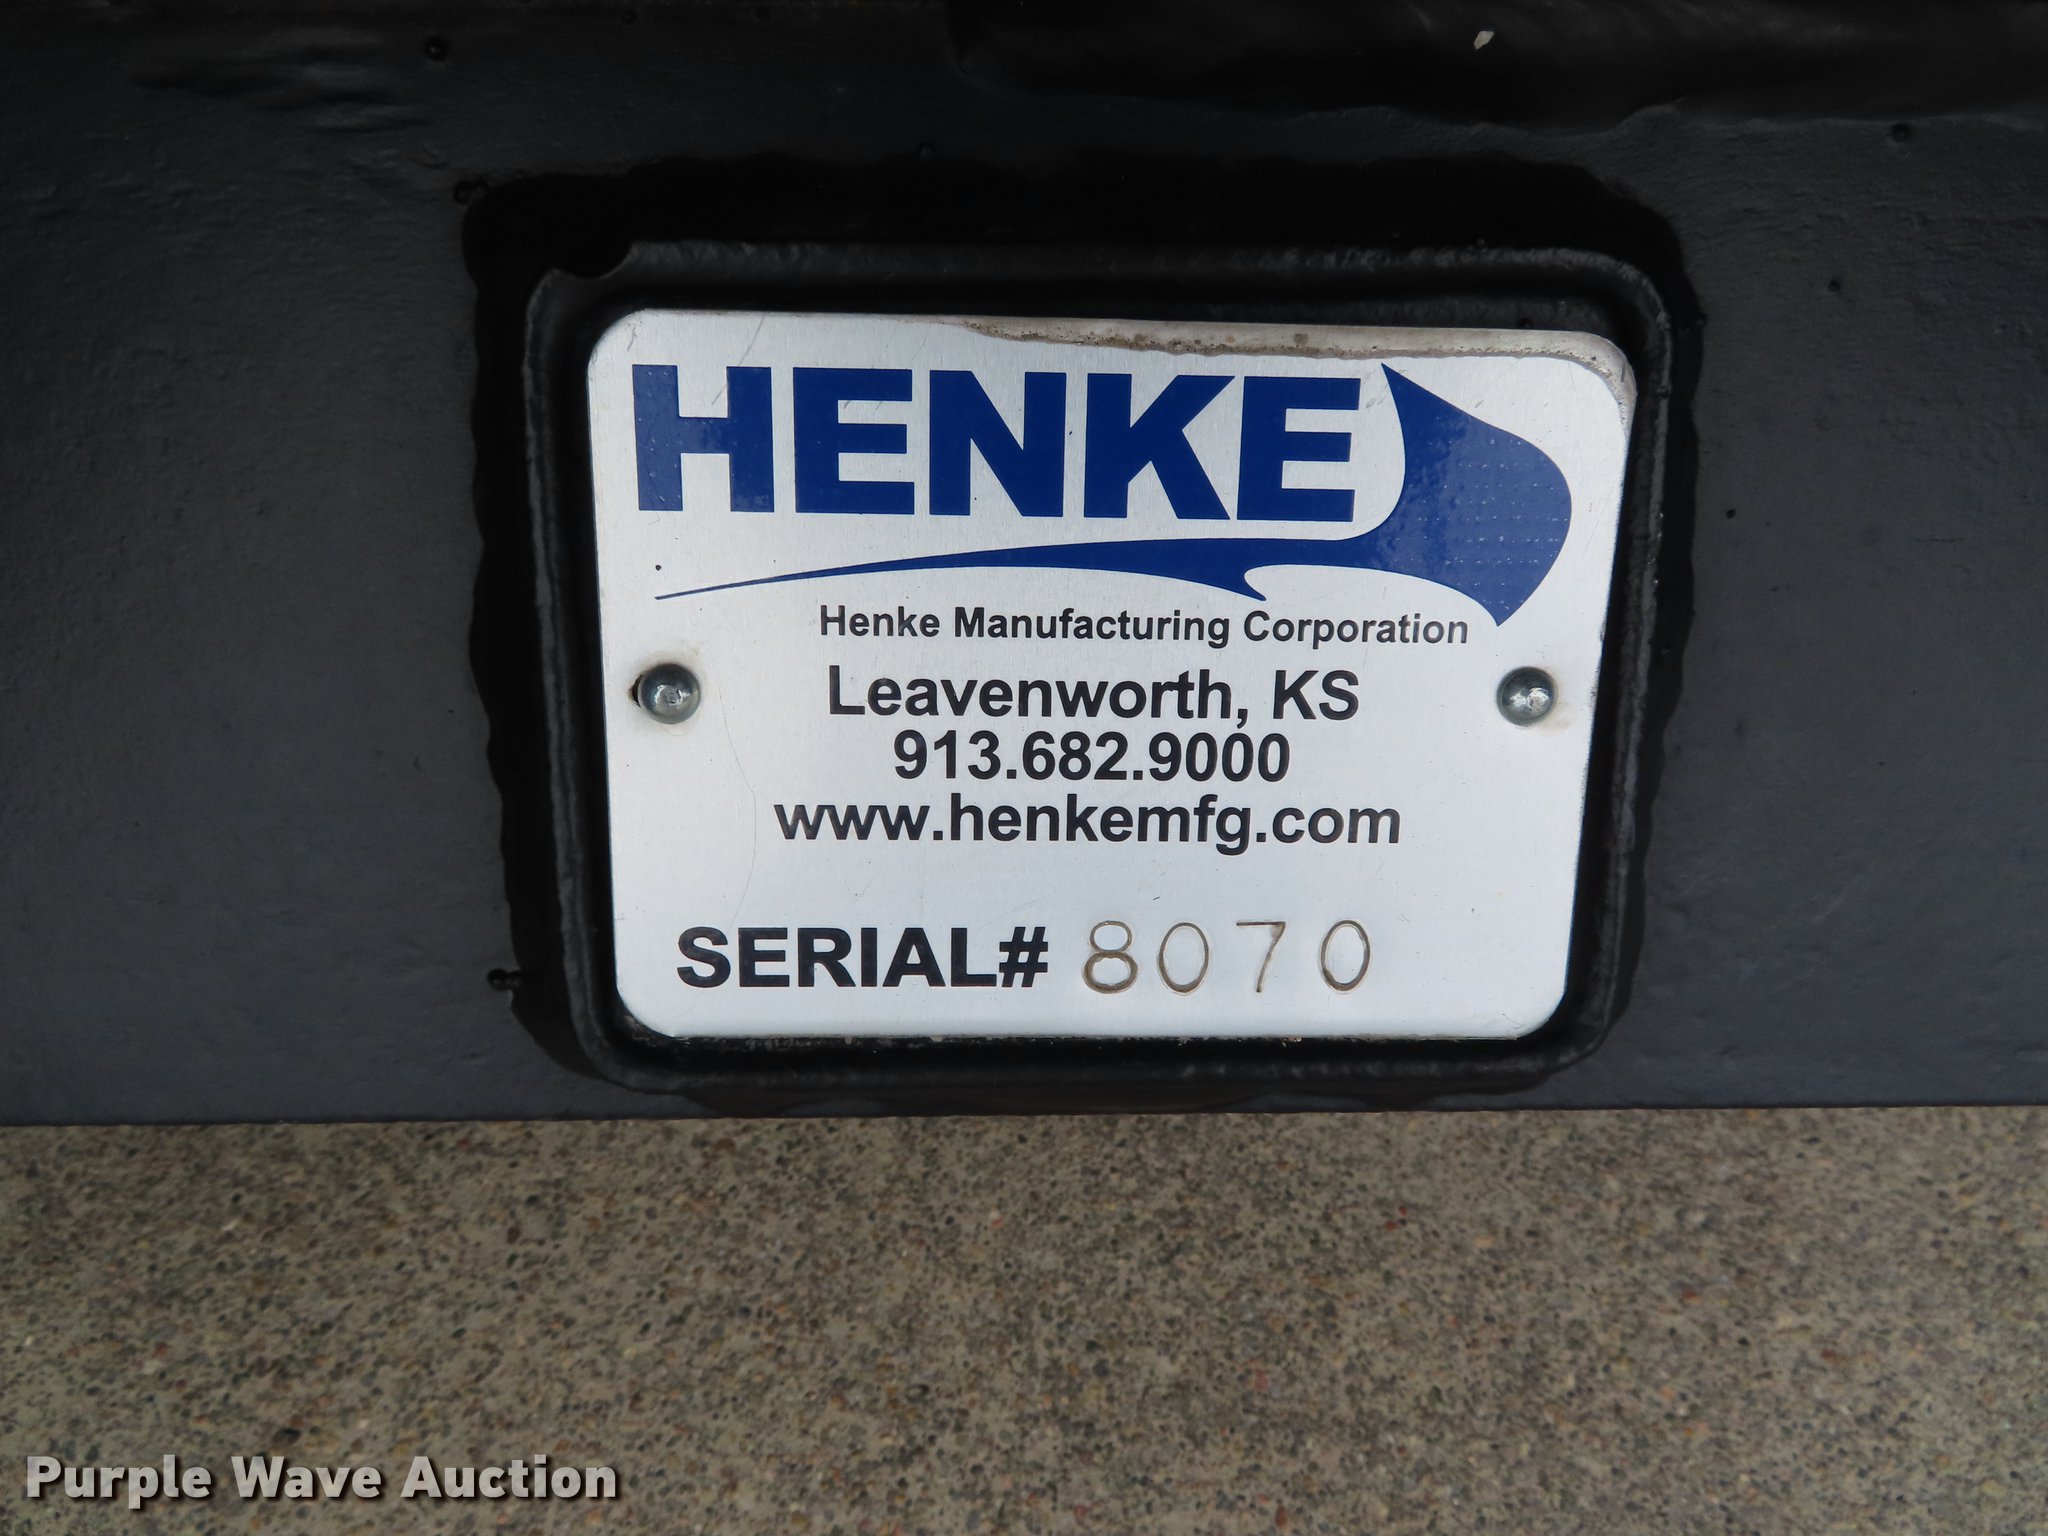 HENKE
Henke Manufacturing Corporation
Leavenworth, KS
913.682.9000
www.henkemfg.com
SERIAL# 8070
Purple Wave Auction